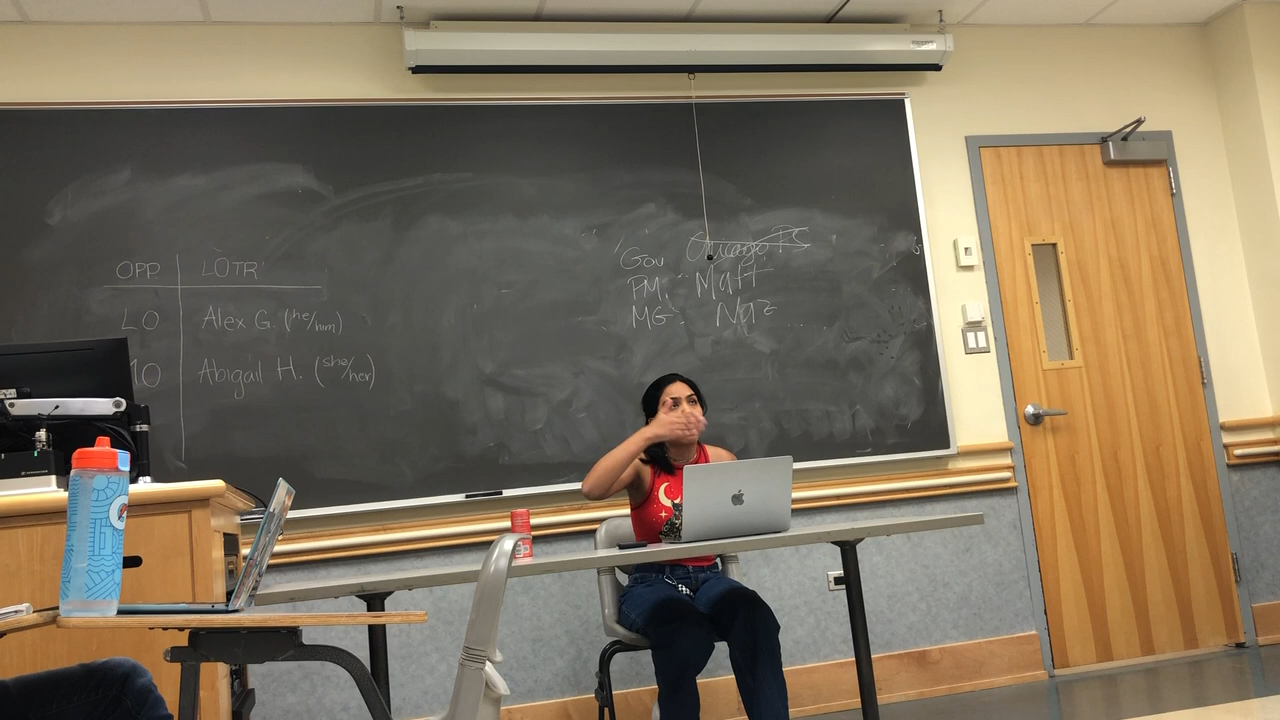 OPP LOTR
LO Alex G. (he/him)
MO Abigail H. (she/her)
Gov Chicago PS
PM: Matt
MG: Naz